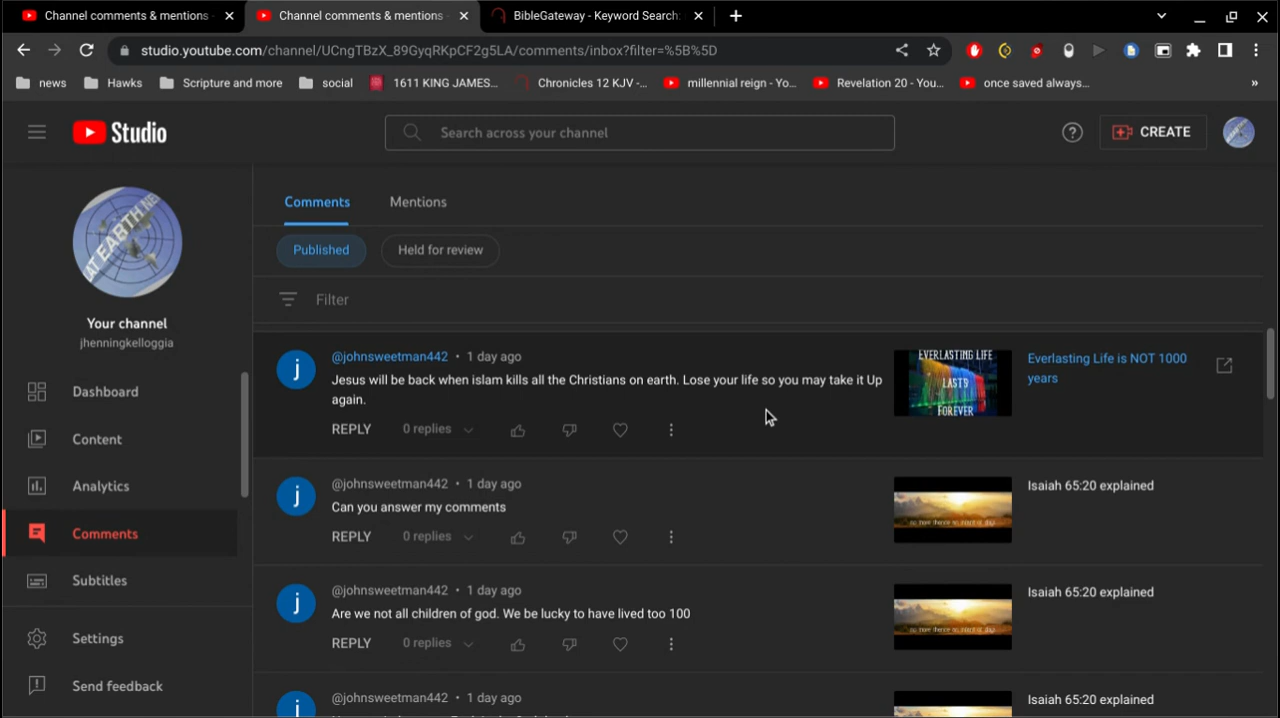 Channel comments & mentions -
Channel comments & mentions -
BibleGateway - Keyword Search:
studio.youtube.com/channel/UCngTBzX_89GyqRKpCF2g5LA/comments/inbox?filter=%5B%5D
news
Hawks
Scripture and more
social
1611 KING JAMES...
Chronicles 12 KJV -...
millennial reign - Yo...
Revelation 20 - You...
once saved always...
»
Studio
Search across your channel
CREATE
AT EARTH NE
Your channel
jhenningkelloggia
Dashboard
Content
Analytics
Comments
Subtitles
Settings
Send feedback
Comments
Mentions
Published
Held for review
Filter
j
@johnsweetman442 • 1 day ago
Jesus will be back when islam kills all the Christians on earth. Lose your life so you may take it Up
again.
REPLY
0 replies
EVERLASTING LIFE
LASTS
FOREVER
Everlasting Life is NOT 1000
years
j
@johnsweetman442 • 1 day ago
Can you answer my comments
REPLY
0 replies
Isaiah 65:20 explained
j
@johnsweetman442 • 1 day ago
Are we not all children of god. We be lucky to have lived too 100
REPLY
0 replies
Isaiah 65:20 explained
j
@johnsweetman442 • 1 day ago
Isaiah 65:20 explained